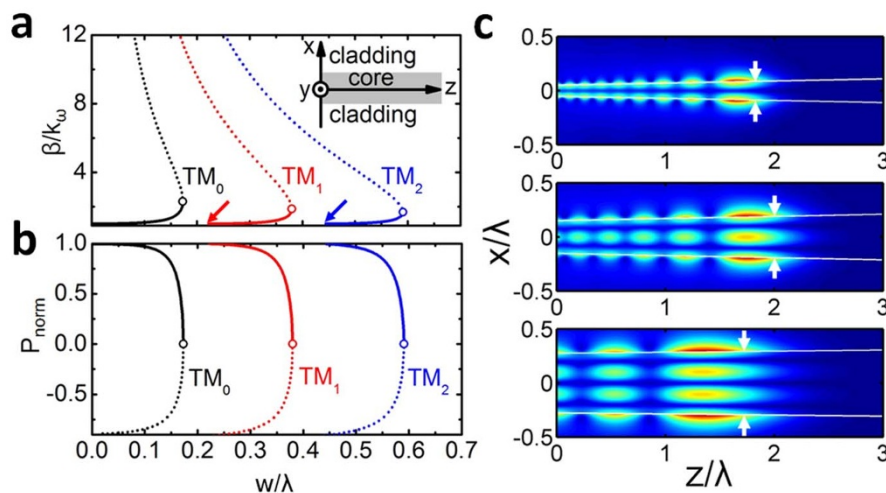 a
12
8
4
β/kω
x
cladding
core
y
z
cladding
TM0
TM1
TM2
b
1.0
0.5
0.0
-0.5
Pnorm
TM0
TM1
TM2
0.0 0.1 0.2 0.3 0.4 0.5 0.6 0.7
w/λ
c
0.5
0
-0.5
0 1 2 3
0.5
0
-0.5
0 1 2 3
0.5
0
-0.5
0 1 2 3
x/λ
z/λ